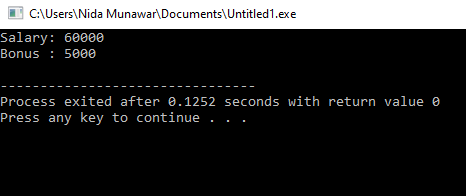 C:\Users\Nida Munawar\Documents\Untitled1.exe
Salary: 60000
Bonus : 5000
--------------------------------
Process exited after 0.1252 seconds with return value 0
Press any key to continue . . .